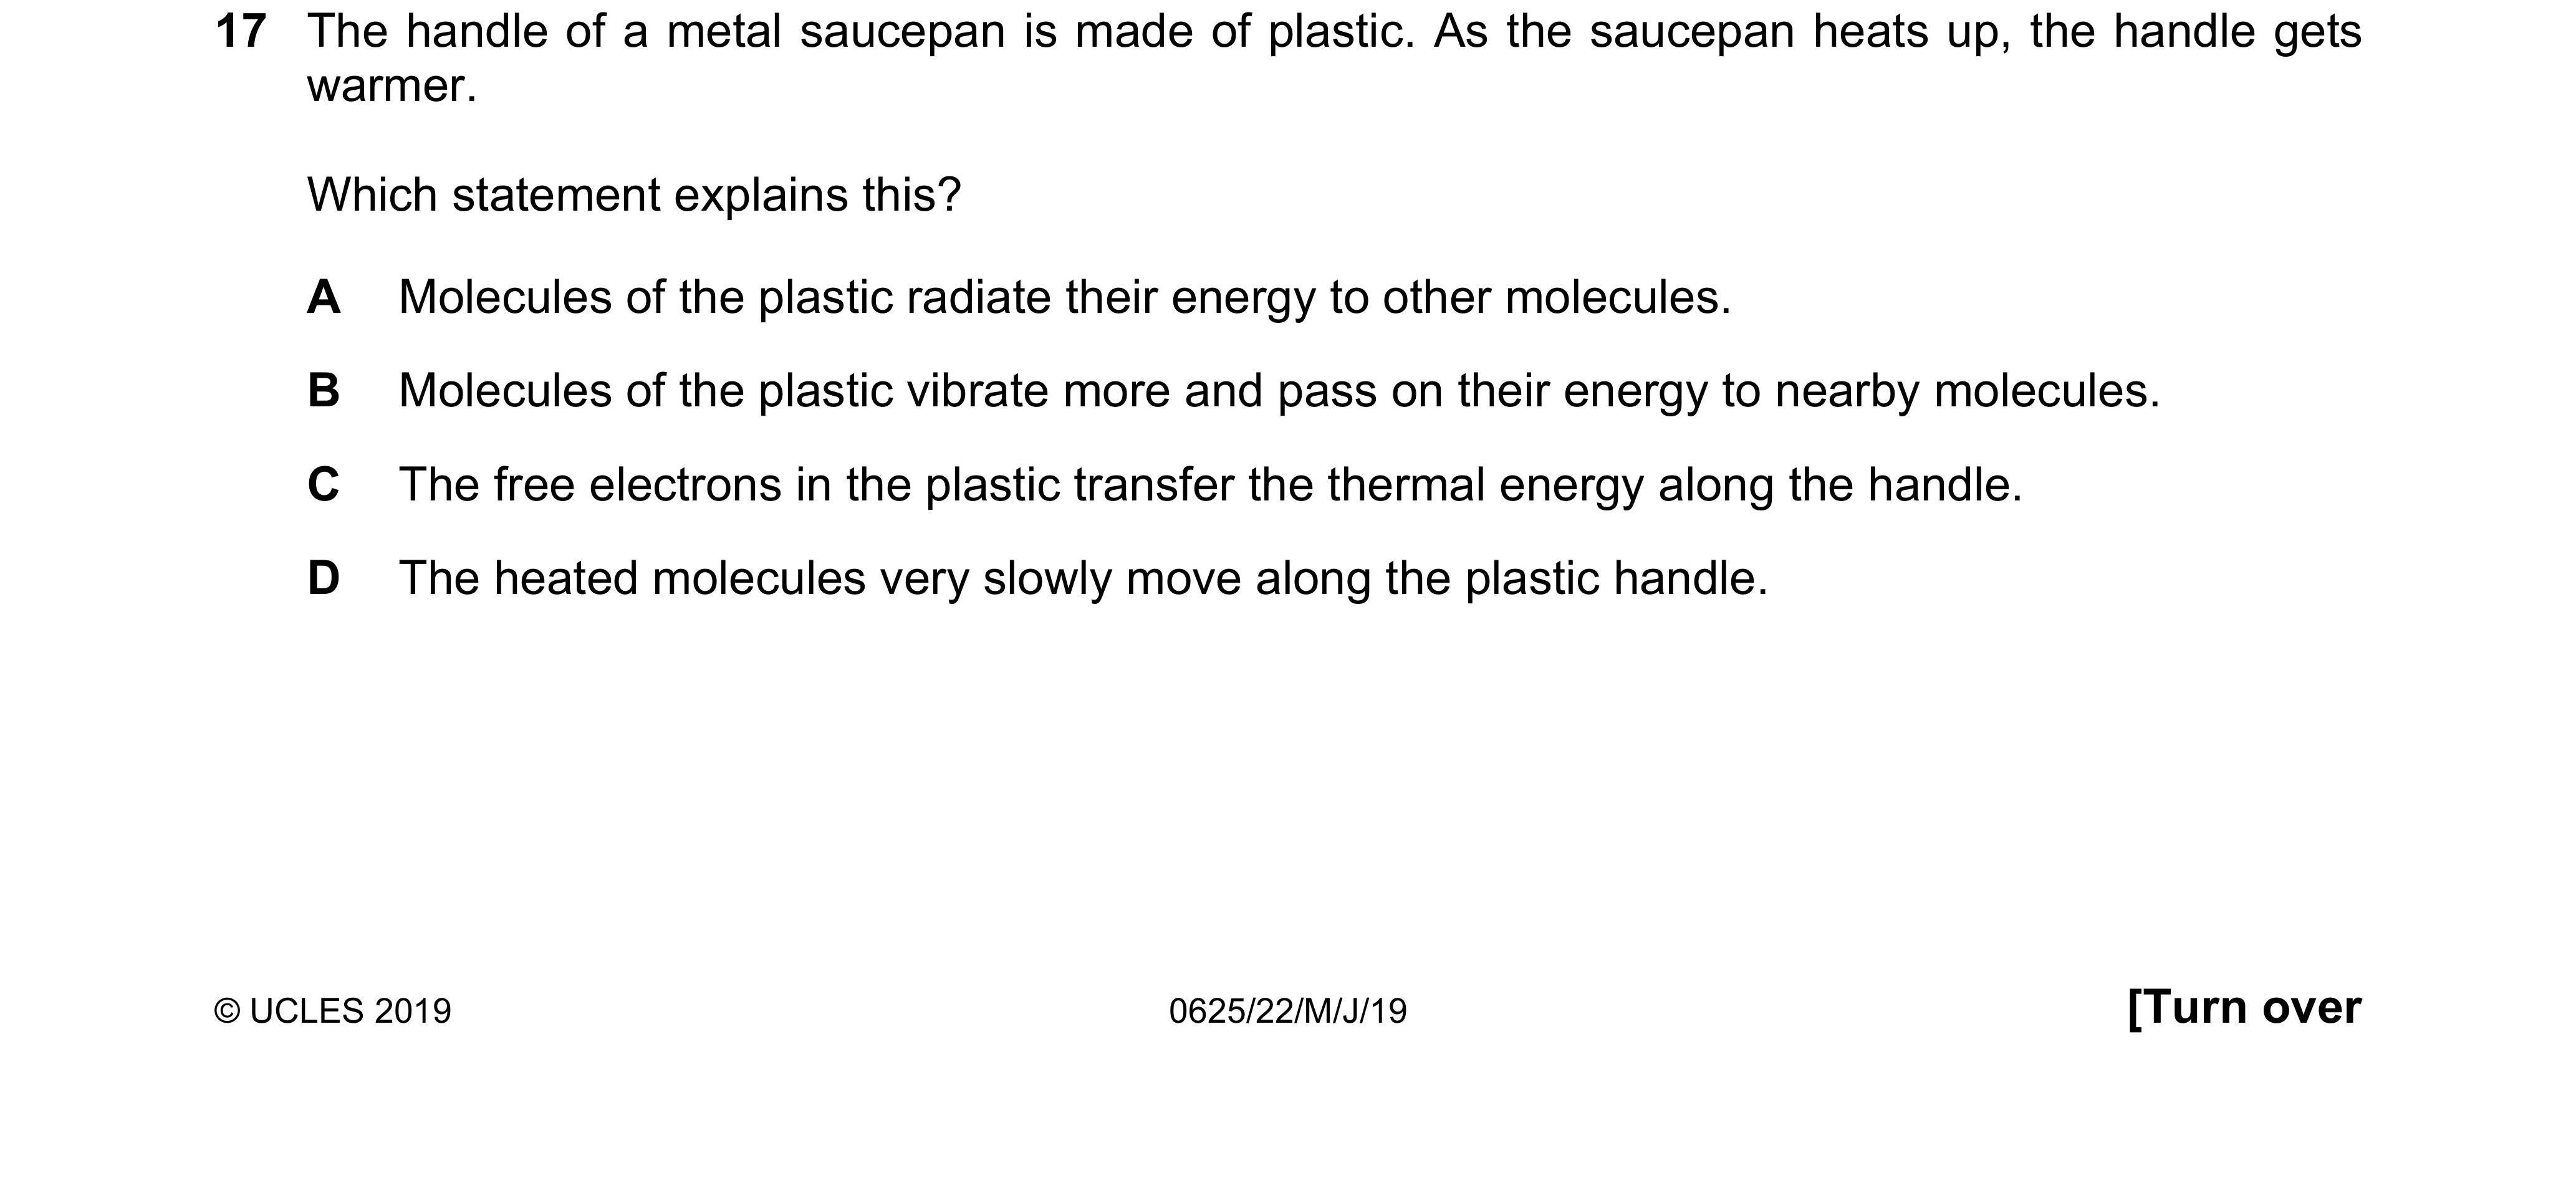 17 The handle of a metal saucepan is made of plastic. As the saucepan heats up, the handle gets
warmer.
Which statement explains this?
A Molecules of the plastic radiate their energy to other molecules.
B Molecules of the plastic vibrate more and pass on their energy to nearby molecules.
C The free electrons in the plastic transfer the thermal energy along the handle.
D The heated molecules very slowly move along the plastic handle.
© UCLES 2019 0625/22/M/J/19 [Turn over